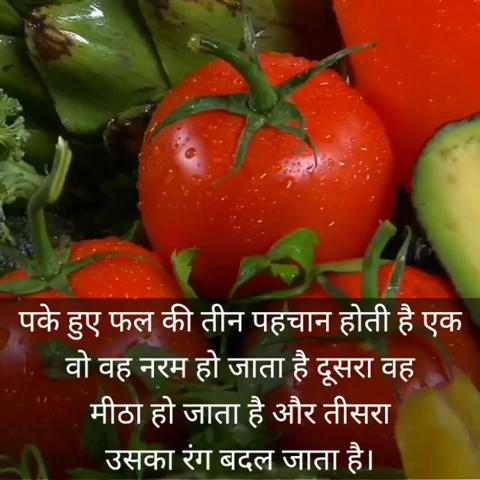 पके हुए फल की तीन पहचान होती है एक
वो वह नरम हो जाता है दूसरा वह
मीठा हो जाता है और तीसरा
उसका रंग बदल जाता है।